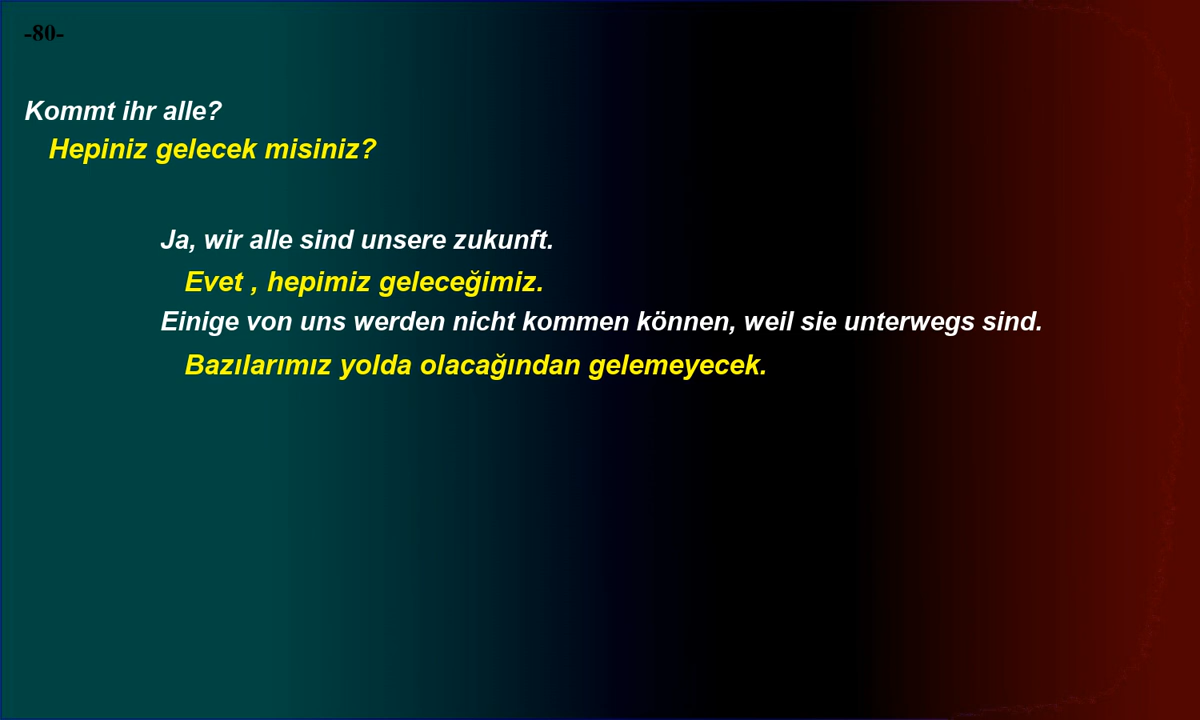 -80-
Kommt ihr alle?
Hepiniz gelecek misiniz?
Ja, wir alle sind unsere zukunft.
Evet , hepimiz geleceğimiz.
Einige von uns werden nicht kommen können, weil sie unterwegs sind.
Bazılarımız yolda olacağından gelemeyecek.